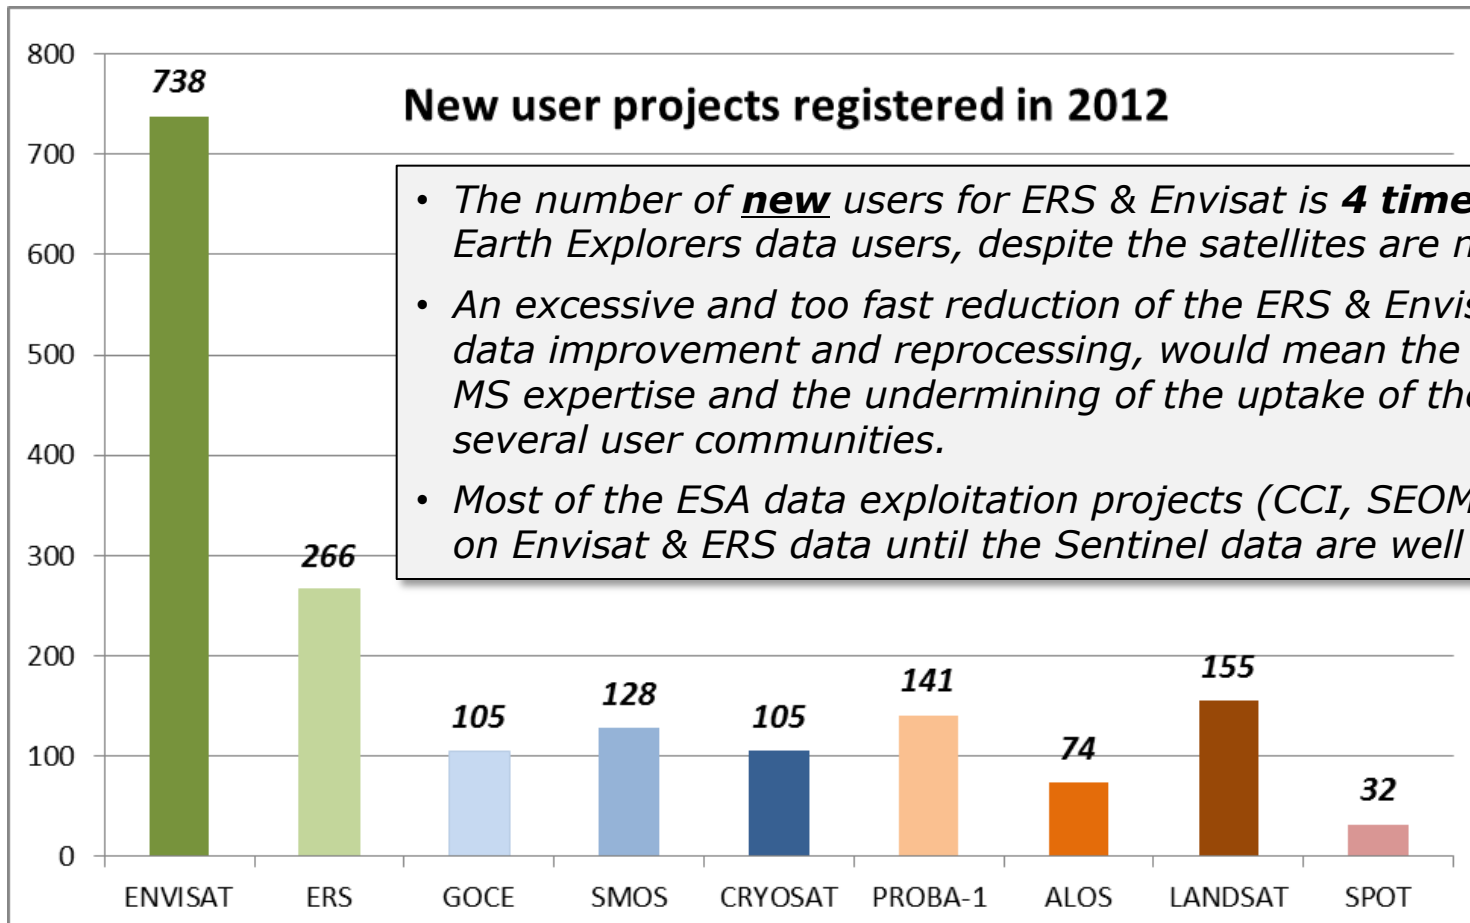 800
738
New user projects registered in 2012
700
• The number of new users for ERS & Envisat is 4 time
Earth Explorers data users, despite the satellites are n
600
• An excessive and too fast reduction of the ERS & Envis
data improvement and reprocessing, would mean the
MS expertise and the undermining of the uptake of the
several user communities.
500
400
• Most of the ESA data exploitation projects (CCI, SEOM
on Envisat & ERS data until the Sentinel data are well
300
266
200
105
128
105
141
74
155
32
100
0
ENVISAT ERS GOCE SMOS CRYOSAT PROBA-1 ALOS LANDSAT SPOT